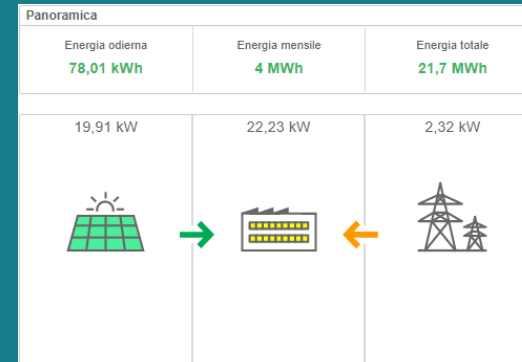 Panoramica
Energia odierna
78,01 kWh
Energia mensile
4 MWh
Energia totale
21,7 MWh
19,91 kW
22,23 kW
2,32 kW